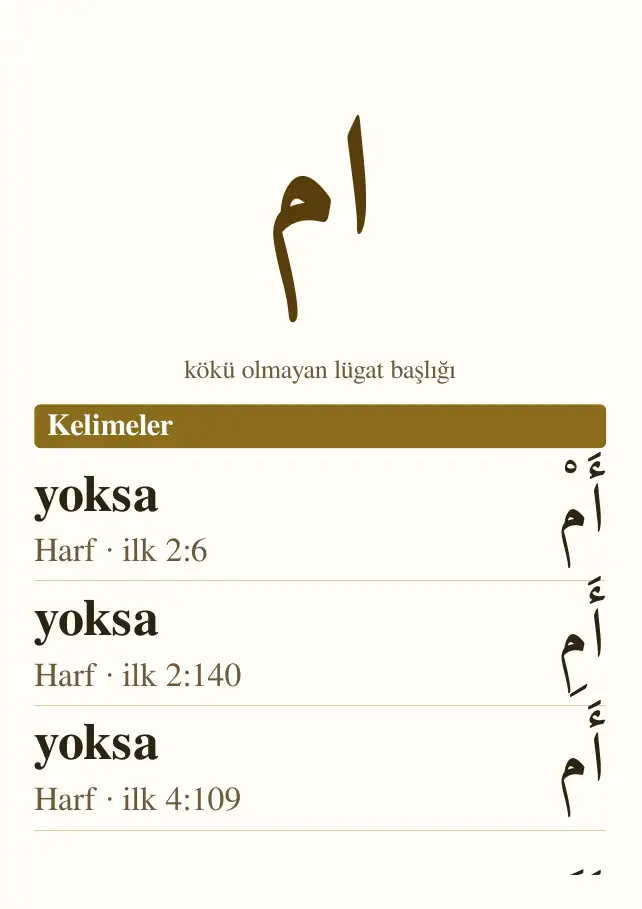 ام
kökü olmayan lügat başlığı
Kelimeler
yoksa أَمْ
Harf · ilk 2:6
yoksa أَمِ
Harf · ilk 2:140
yoksa أَم
Harf · ilk 4:109